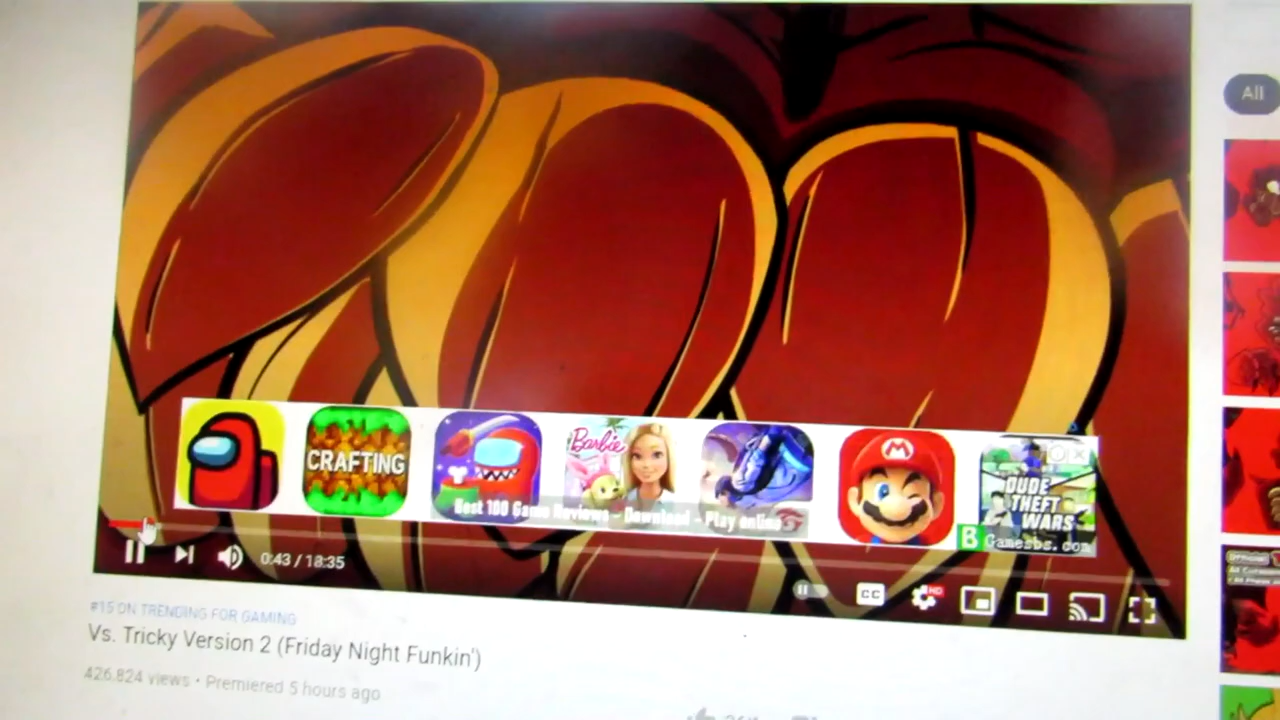 All
CRAFTING
Barbie
M
DUDE
THEFT
WARS
Best 100 Game Reviews - Download - Play online
B Gamesbs.com
0:43 / 18:35
CC
HD
#15 ON TRENDING FOR GAMING
Vs. Tricky Version 2 (Friday Night Funkin')
426,824 views • Premiered 5 hours ago